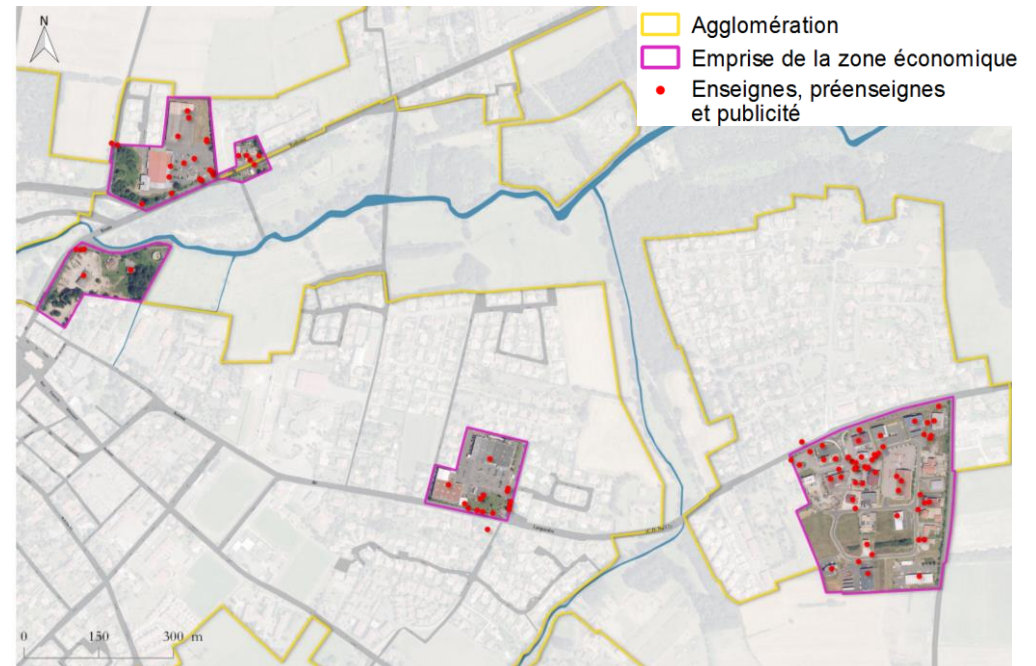 N
Agglomération
Emprise de la zone économique
Enseignes, préenseignes
et publicité
0 150 300 m